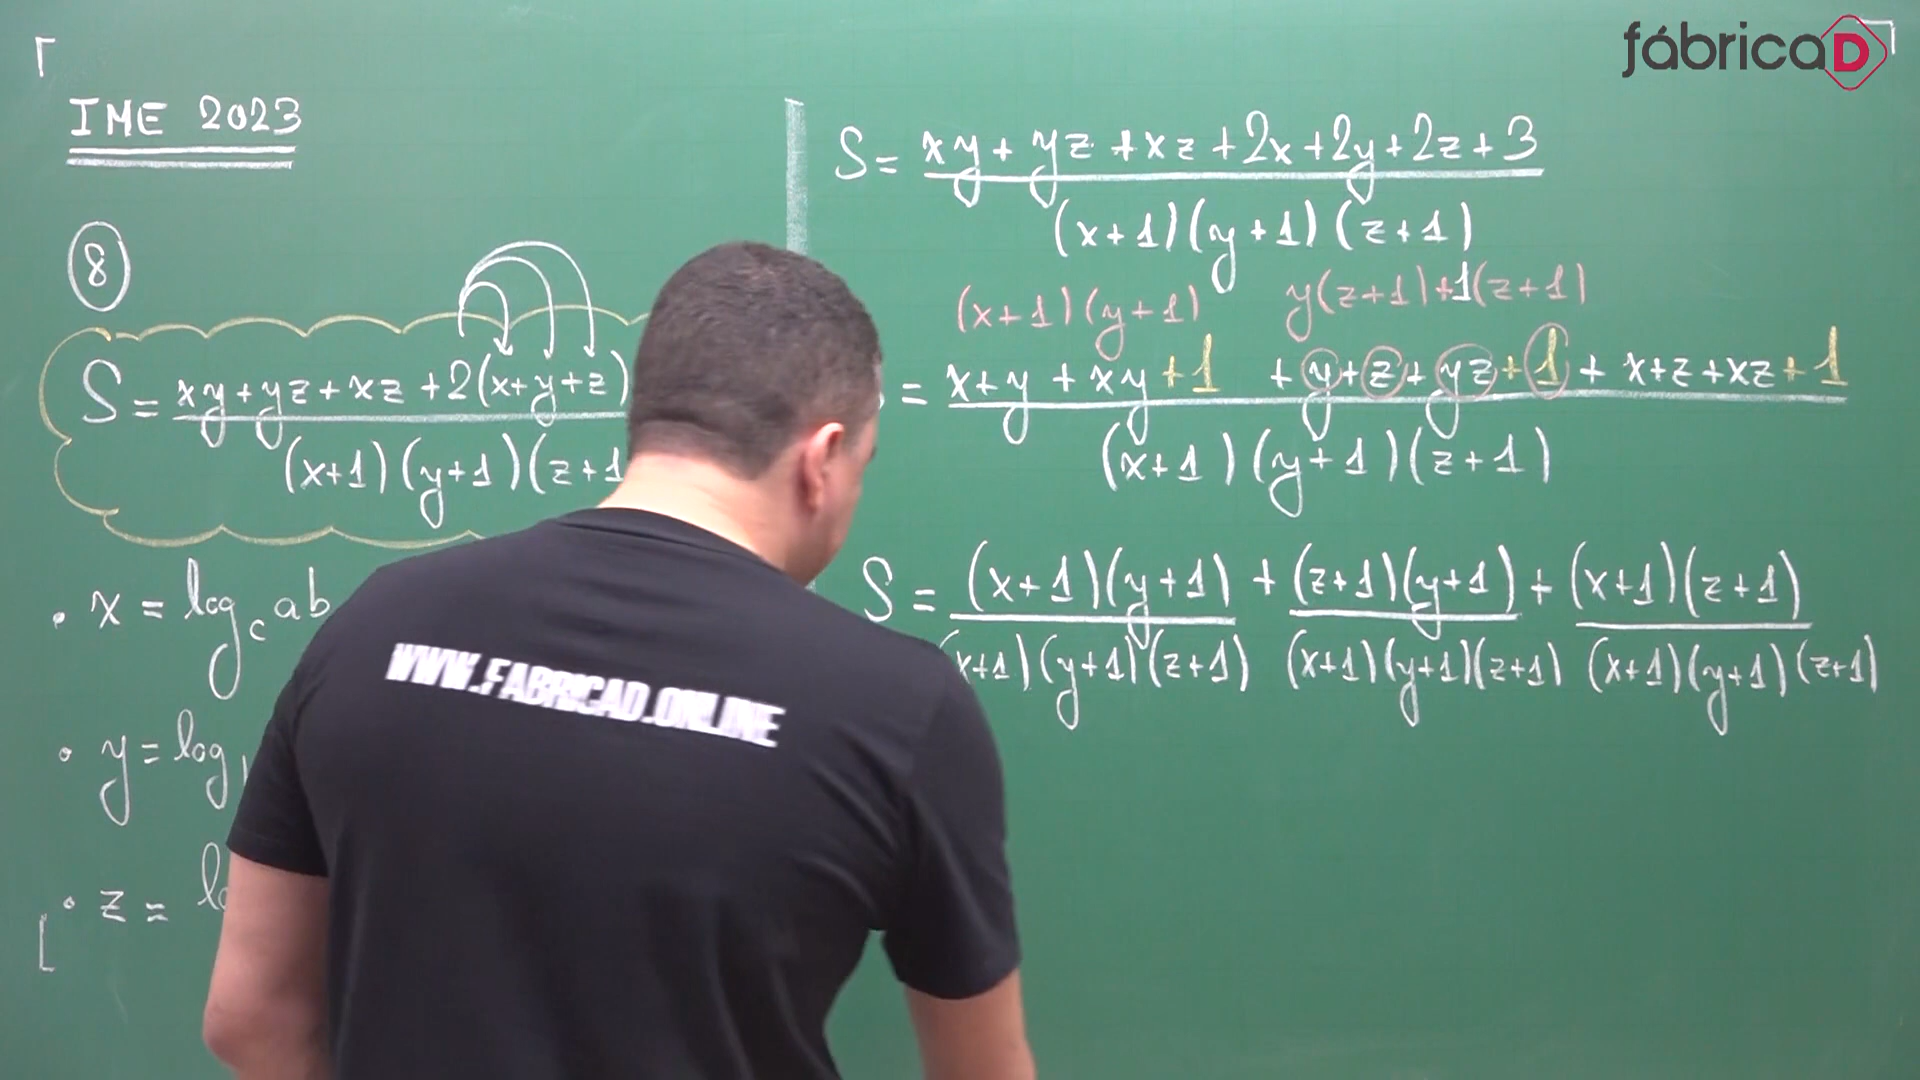 fábricaD
IME 2023
8
S = xy + yz + xz + 2(x+y+z)
(x+1)(y+1)(z+1
• x = log_c ab
• y = log
• z =
S = xy + yz + xz + 2x + 2y + 2z + 3
(x+1)(y+1)(z+1)
(x+1)(y+1) y(z+1)+1(z+1)
= x+y + xy +1 + y+z+ yz +1 + x+z+xz +1
(x+1)(y+1)(z+1)
S = (x+1)(y+1) + (z+1)(y+1) + (x+1)(z+1)
(x+1)(y+1)(z+1) (x+1)(y+1)(z+1) (x+1)(y+1)(z+1)
WWW.FABRICAD.ONLINE